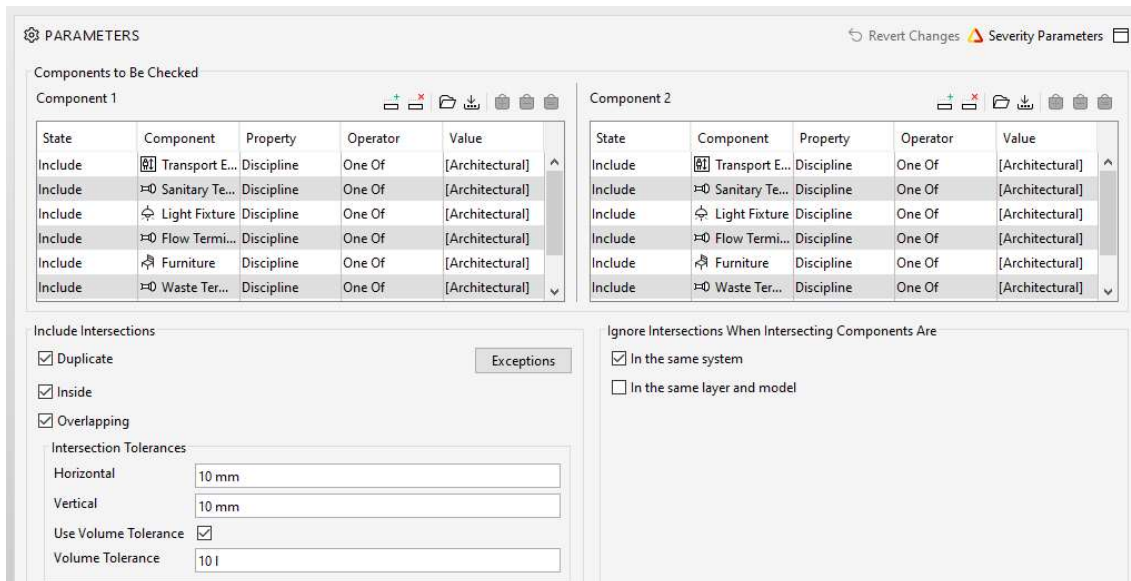 PARAMETERS Revert Changes Severity Parameters
Components to Be Checked
Component 1
State Component Property Operator Value
Include Transport E... Discipline One Of [Architectural]
Include Sanitary Te... Discipline One Of [Architectural]
Include Light Fixture Discipline One Of [Architectural]
Include Flow Termi... Discipline One Of [Architectural]
Include Furniture Discipline One Of [Architectural]
Include Waste Ter... Discipline One Of [Architectural]
Component 2
State Component Property Operator Value
Include Transport E... Discipline One Of [Architectural]
Include Sanitary Te... Discipline One Of [Architectural]
Include Light Fixture Discipline One Of [Architectural]
Include Flow Termi... Discipline One Of [Architectural]
Include Furniture Discipline One Of [Architectural]
Include Waste Ter... Discipline One Of [Architectural]
Include Intersections
Duplicate Exceptions
Inside
Overlapping
Intersection Tolerances
Horizontal 10 mm
Vertical 10 mm
Use Volume Tolerance
Volume Tolerance 10 l
Ignore Intersections When Intersecting Components Are
In the same system
In the same layer and model